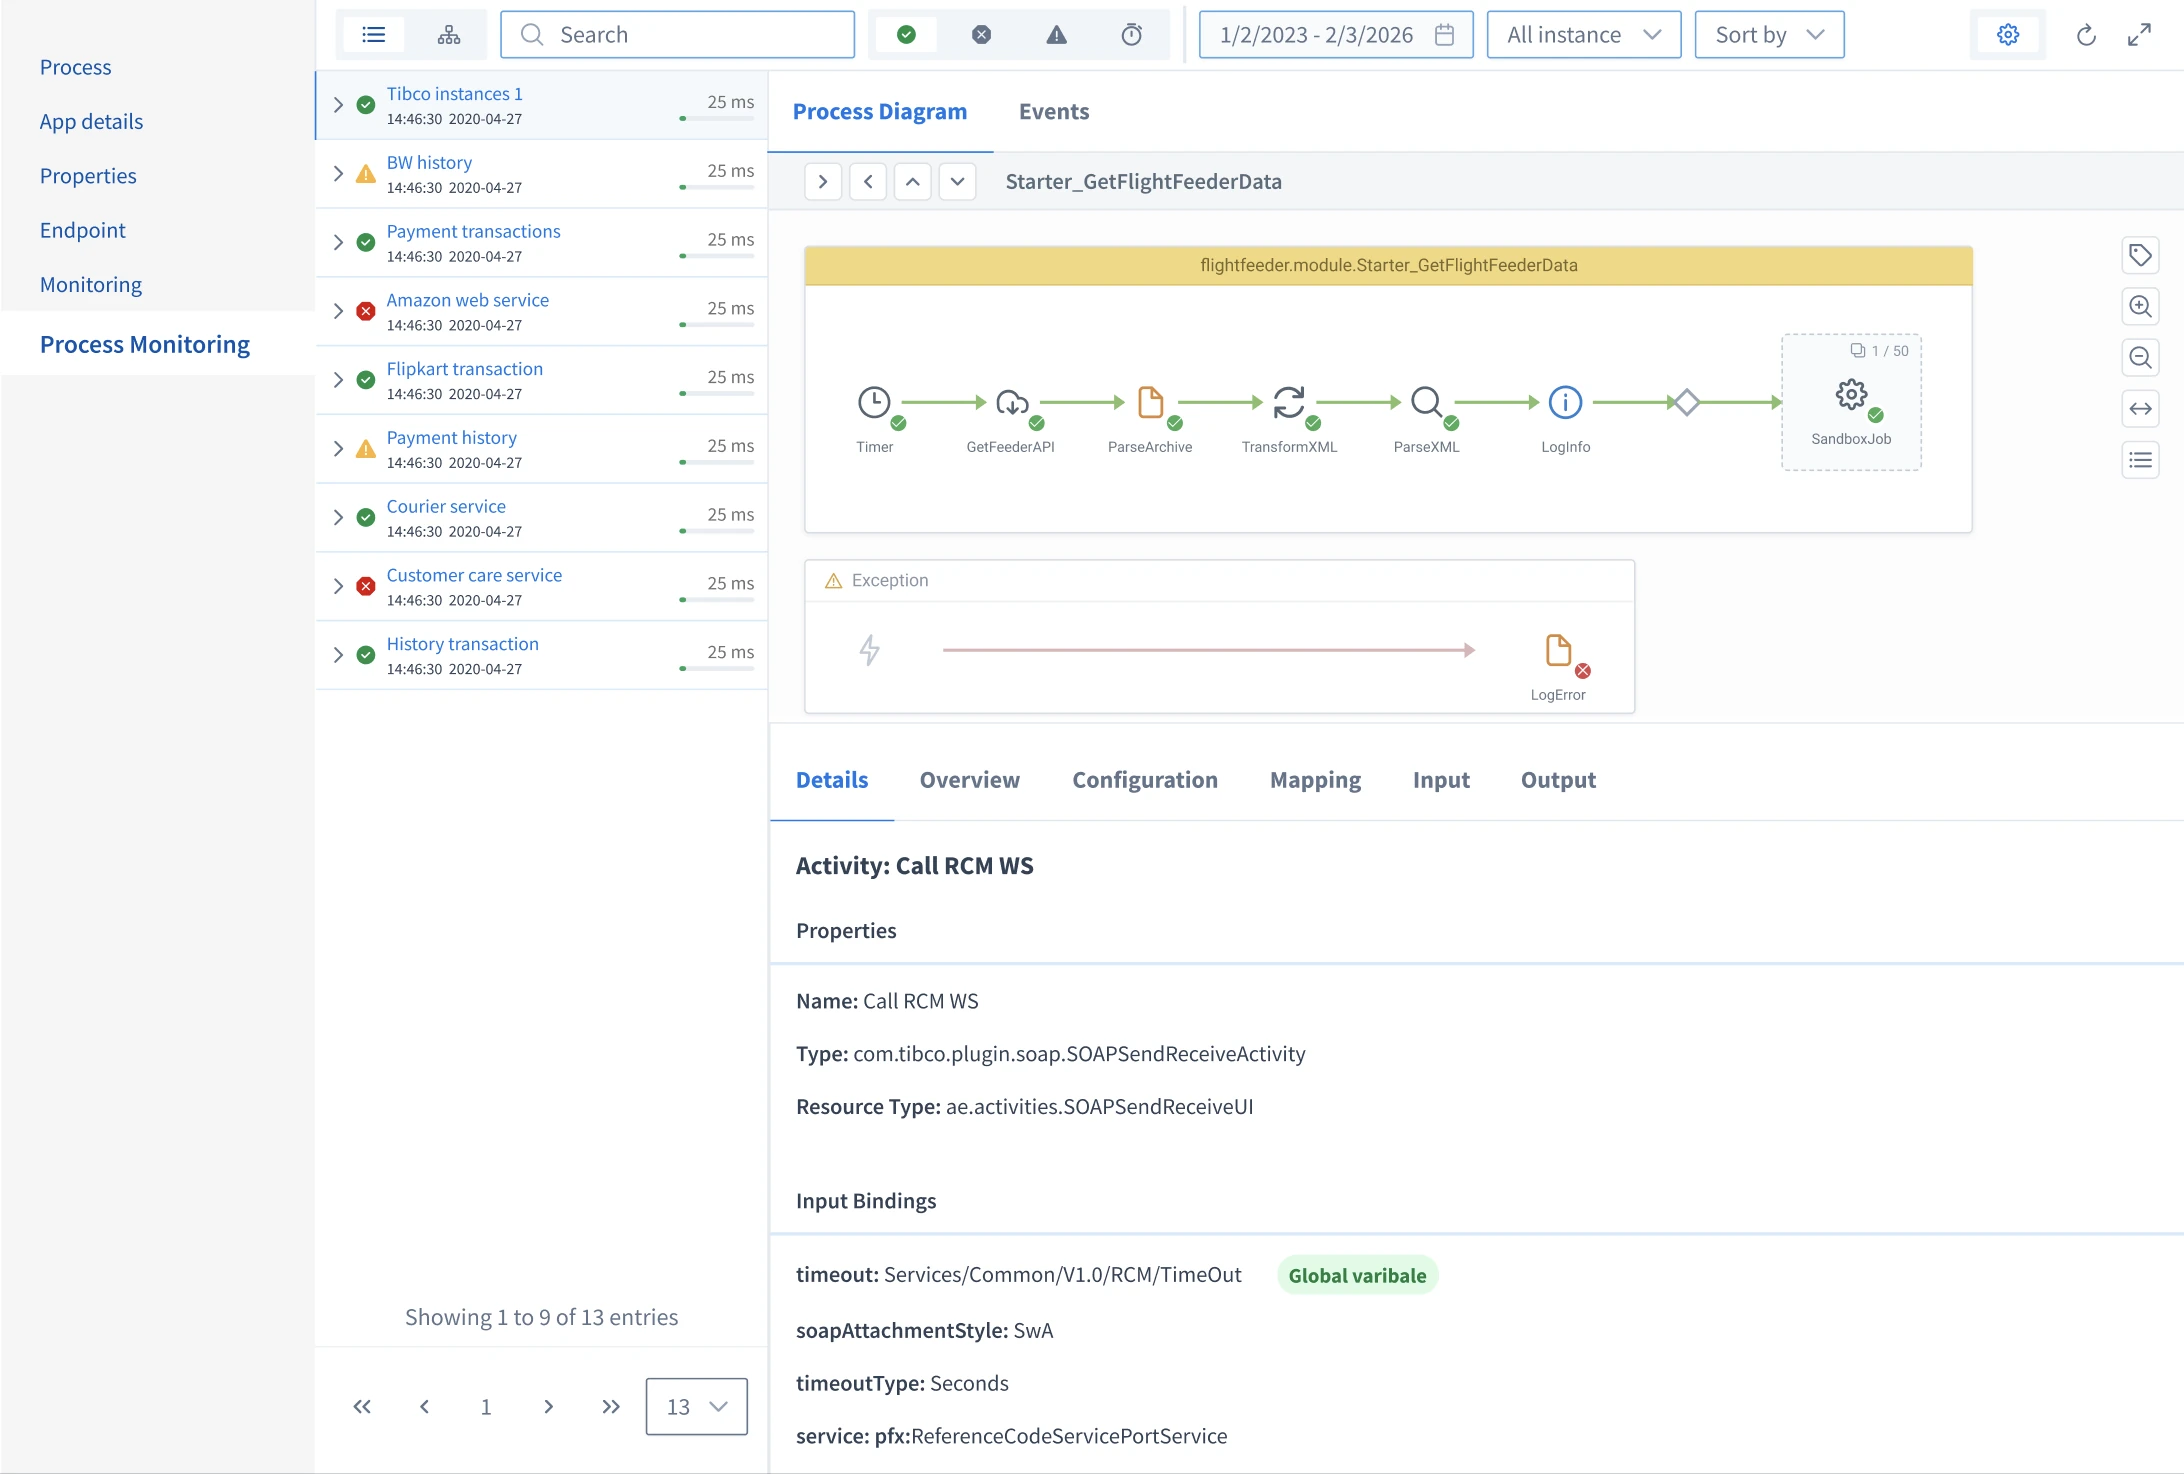 Process
App details
Properties
Endpoint
Monitoring
Process Monitoring
Search
1/2/2023 - 2/3/2026
All instance
Sort by
Tibco instances 1
14:46:30 2020-04-27
25 ms
BW history
14:46:30 2020-04-27
25 ms
Payment transactions
14:46:30 2020-04-27
25 ms
Amazon web service
14:46:30 2020-04-27
25 ms
Flipkart transaction
14:46:30 2020-04-27
25 ms
Payment history
14:46:30 2020-04-27
25 ms
Courier service
14:46:30 2020-04-27
25 ms
Customer care service
14:46:30 2020-04-27
25 ms
History transaction
14:46:30 2020-04-27
25 ms
Showing 1 to 9 of 13 entries
1
13
Process Diagram
Events
Starter_GetFlightFeederData
flightfeeder.module.Starter_GetFlightFeederData
Timer
GetFeederAPI
ParseArchive
TransformXML
ParseXML
LogInfo
1 / 50
SandboxJob
Exception
LogError
Details
Overview
Configuration
Mapping
Input
Output
Activity: Call RCM WS
Properties
Name: Call RCM WS
Type: com.tibco.plugin.soap.SOAPSendReceiveActivity
Resource Type: ae.activities.SOAPSendReceiveUI
Input Bindings
timeout: Services/Common/V1.0/RCM/TimeOut
Global varibale
soapAttachmentStyle: SwA
timeoutType: Seconds
service: pfx:ReferenceCodeServicePortService